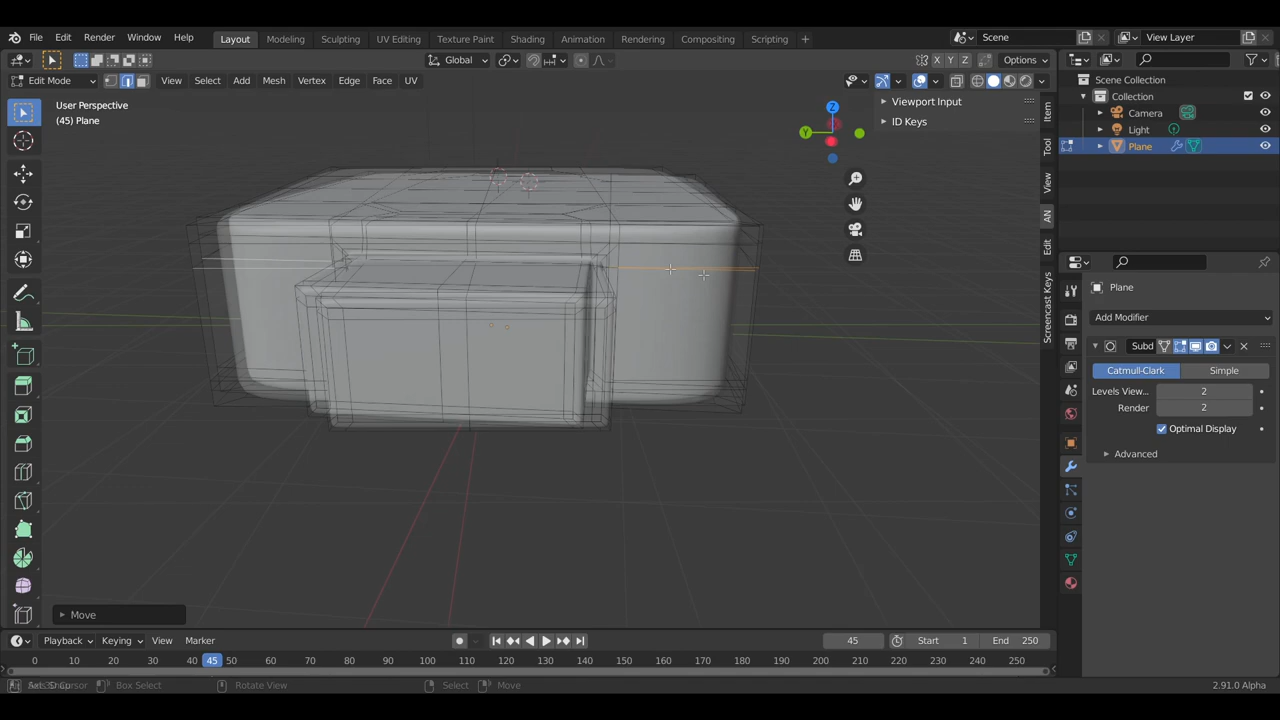 File Edit Render Window Help
Layout Modeling Sculpting UV Editing Texture Paint Shading Animation Rendering Compositing Scripting +
Scene
View Layer
Global
Options
X Y Z
Edit Mode
View Select Add Mesh Vertex Edge Face UV
User Perspective
(45) Plane
Viewport Input
ID Keys
Z
Y
Item
Tool
View
AN
Edit
Screencast Keys
Scene Collection
Collection
Camera
Light
Plane
Plane
Add Modifier
Subd
Catmull-Clark Simple
Levels View... 2
Render 2
Optimal Display
Advanced
Move
Playback Keying View Marker
45
Start 1
End 250
0 10 20 30 40 45 50 60 70 80 90 100 110 120 130 140 150 160 170 180 190 200 210 220 230 240 250
Box Select
Rotate View
Select
Move
2.91.0 Alpha